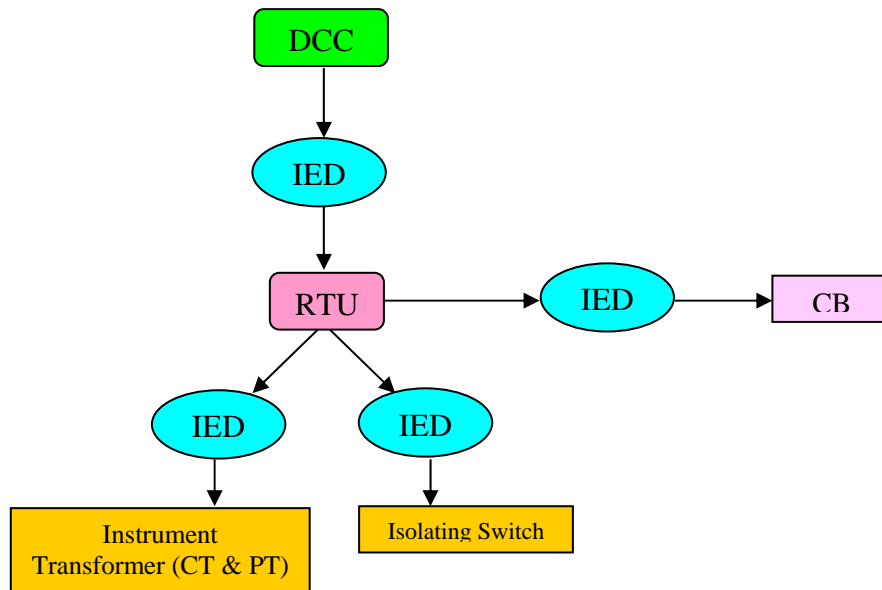 DCC
IED
RTU
IED
CB
IED
IED
Instrument
Transformer (CT & PT)
Isolating Switch